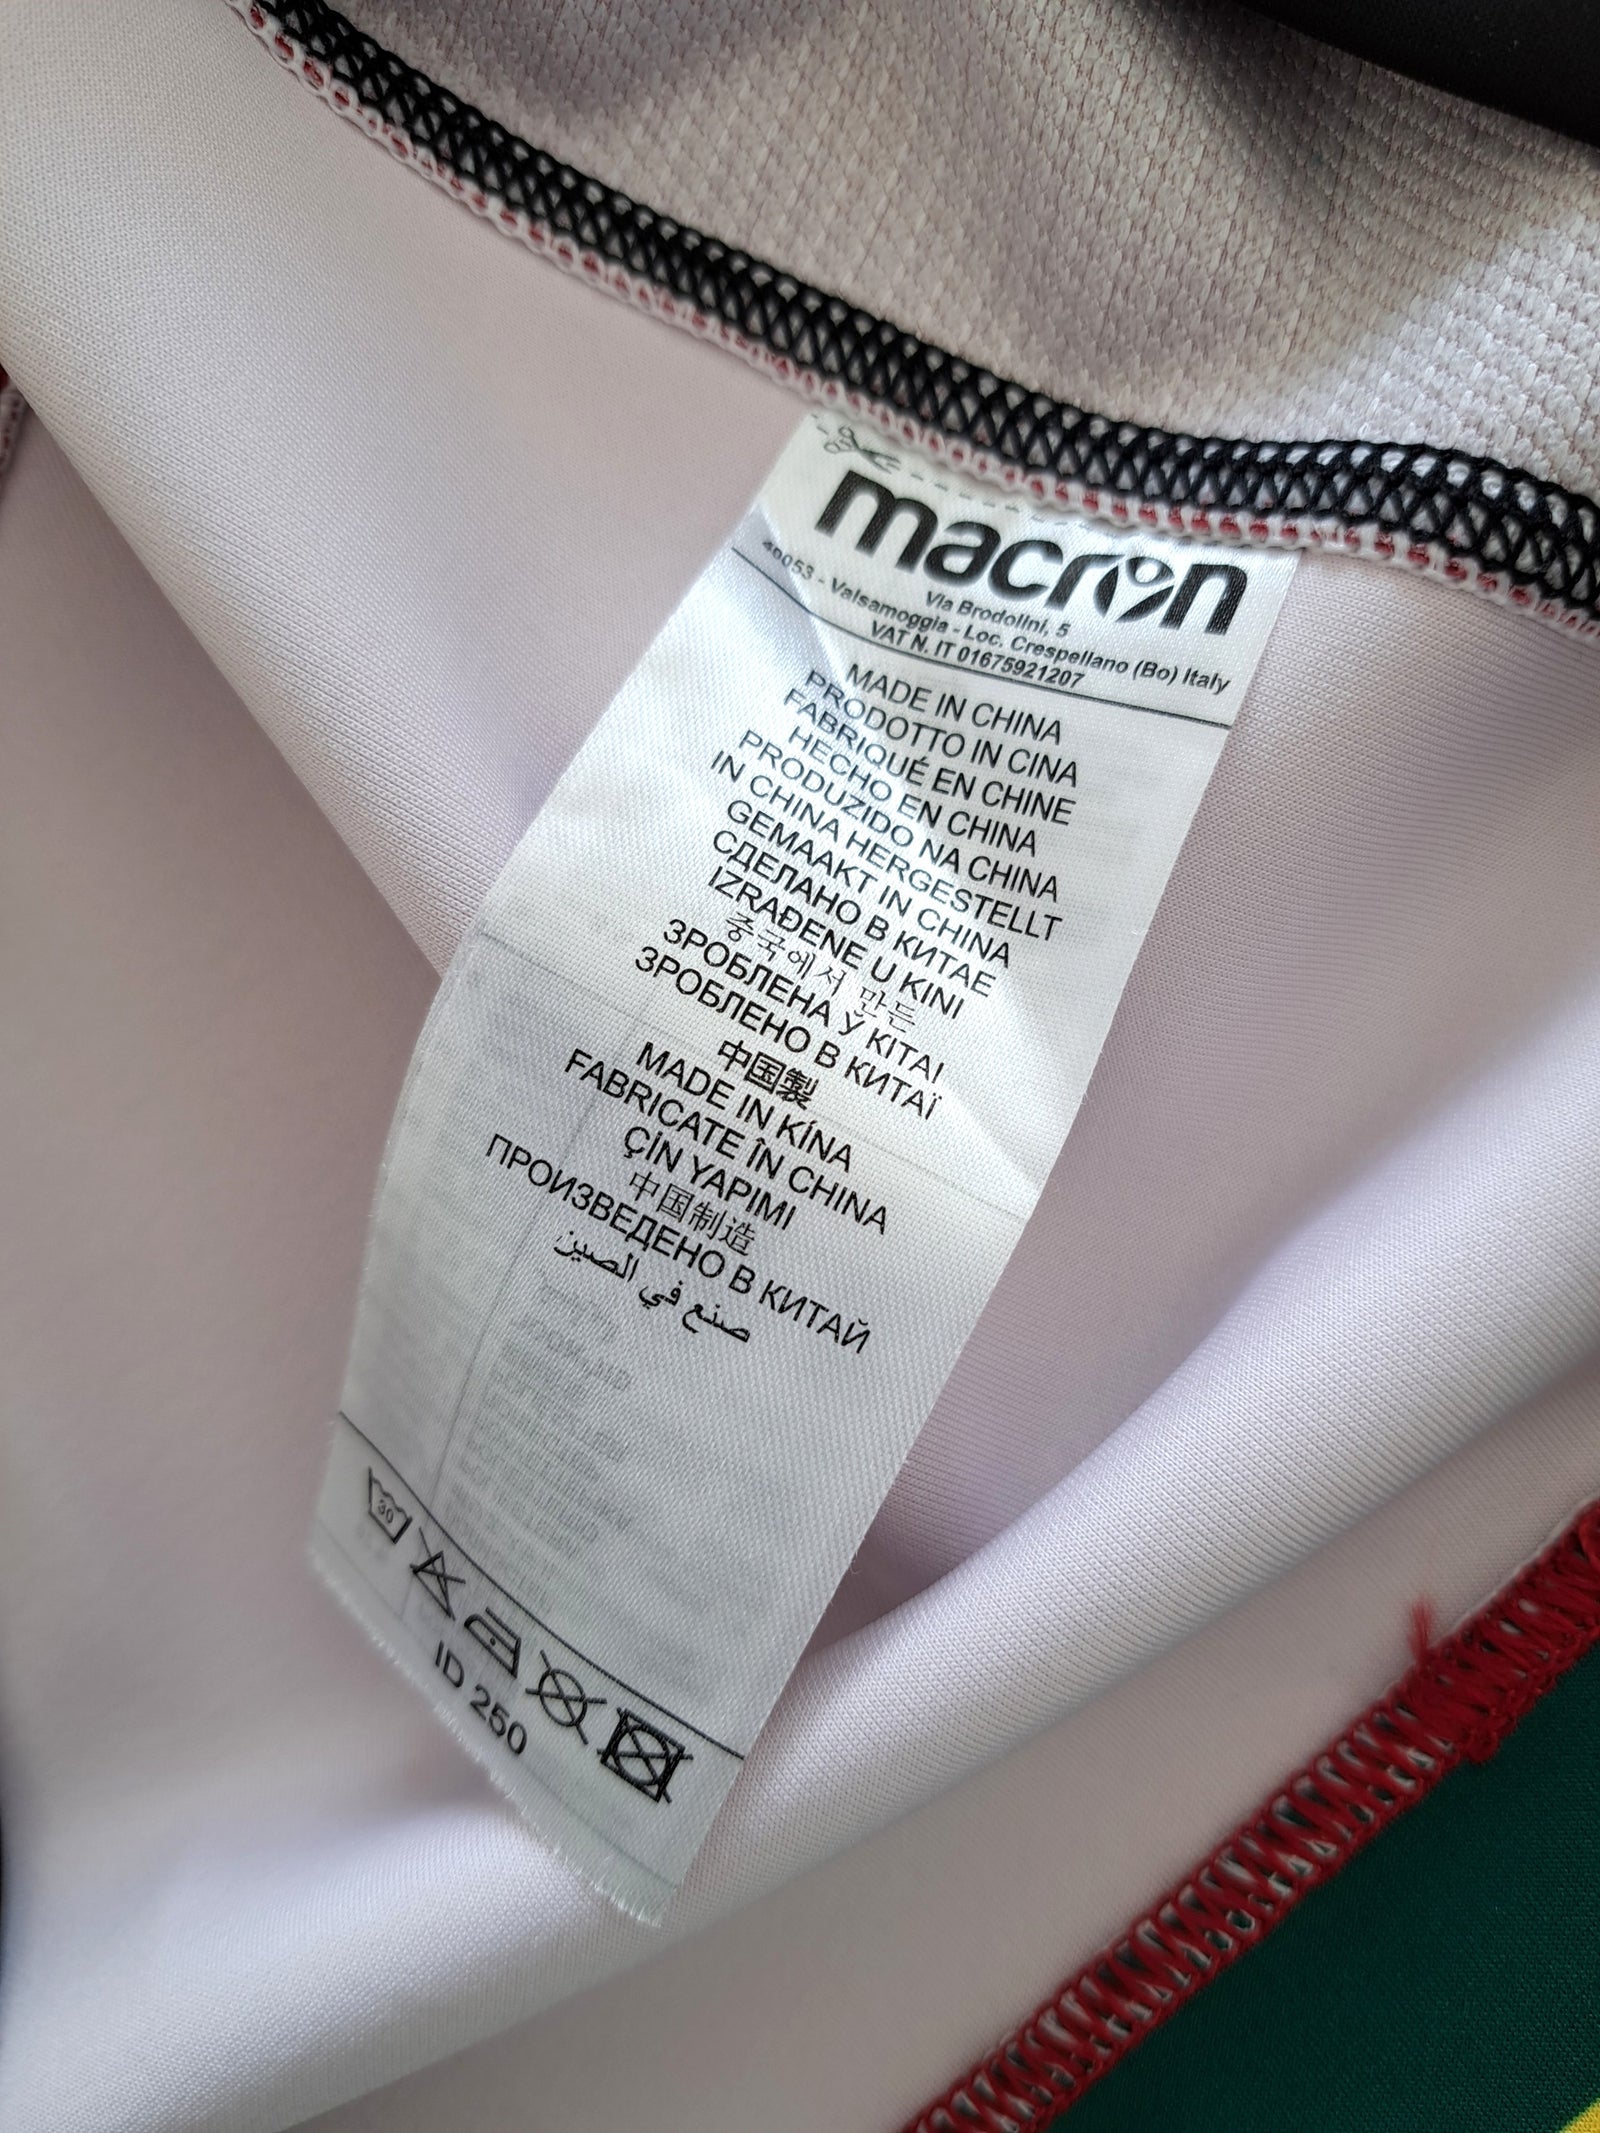 macron
Via Brodolini, 5
40053 - Valsamoggia - Loc. Crespellano (Bo) Italy
VAT N. IT 01675921207
MADE IN CHINA
PRODOTTO IN CINA
FABRIQUÉ EN CHINE
HECHO EN CHINA
PRODUZIDO NA CHINA
IN CHINA HERGESTELLT
GEMAAKT IN CHINA
СДЕЛАНО В КИТАЕ
IZRAĐENE U KINI
중국에서 만든
ЗРОБЛЕНА Ў КІТАІ
ЗРОБЛЕНО В КИТАЇ
中国製
MADE IN KÍNA
FABRICATE ÎN CHINA
ÇİN YAPIMI
中国制造
ПРОИЗВЕДЕНО В КИТАЙ
صنع في الصين
30
ID 250